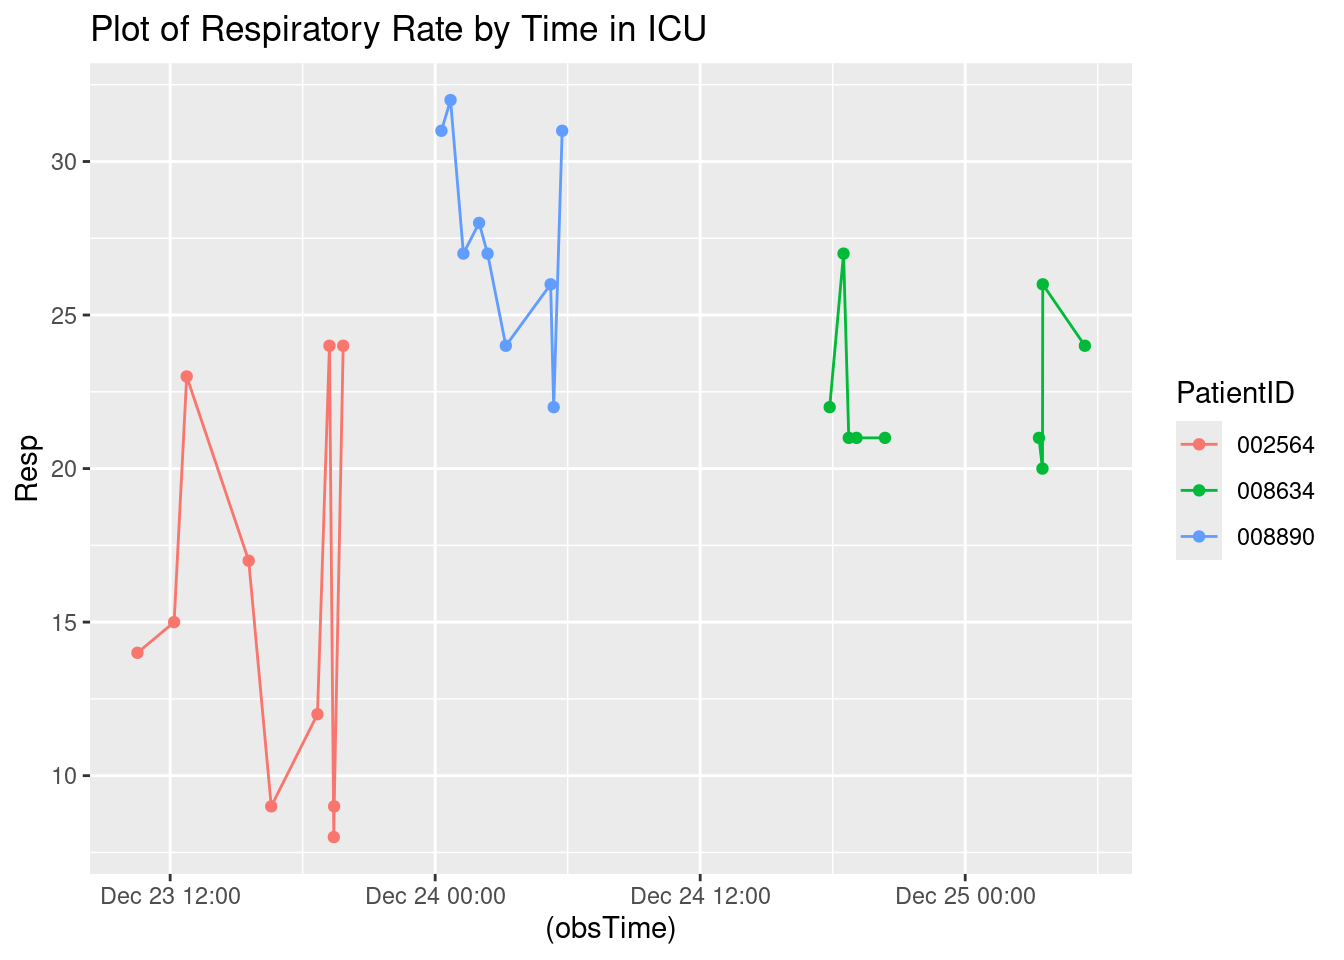 Plot of Respiratory Rate by Time in ICU
30
25
20
15
10
Resp
Dec 23 12:00
Dec 24 00:00
Dec 24 12:00
Dec 25 00:00
(obsTime)
PatientID
002564
008634
008890